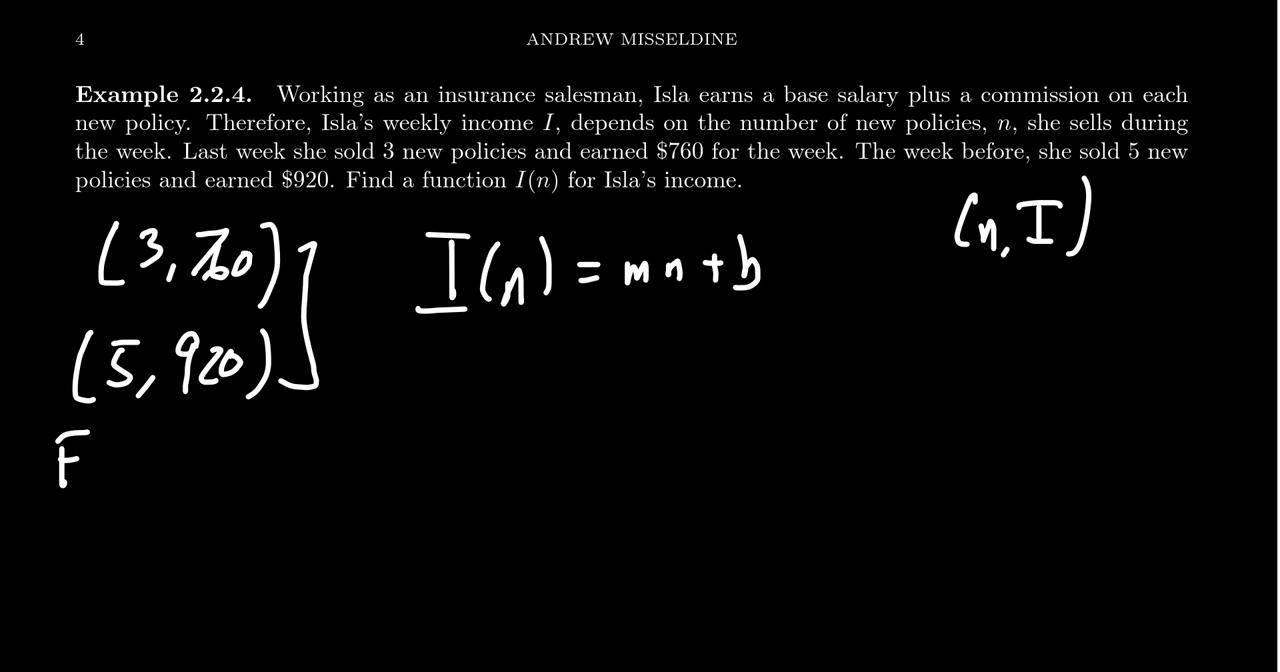 4 ANDREW MISSELDINE
Example 2.2.4. Working as an insurance salesman, Isla earns a base salary plus a commission on each
new policy. Therefore, Isla's weekly income I, depends on the number of new policies, n, she sells during
the week. Last week she sold 3 new policies and earned $760 for the week. The week before, she sold 5 new
policies and earned $920. Find a function I(n) for Isla's income.
(n, I)
(3, 760) I(n) = mn + b
(5, 920)
F